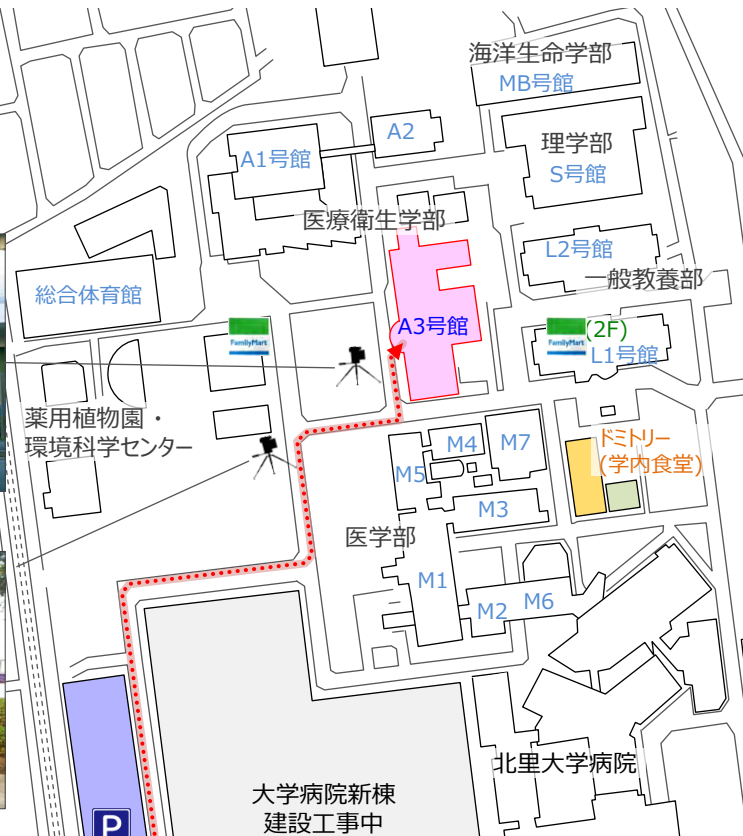 海洋生命学部
MB号館
A2
A1号館
理学部
S号館
医療衛生学部
L2号館
一般教養部
総合体育館
A3号館
FamilyMart
FamilyMart
(2F)
L1号館
薬用植物園・
環境科学センター
M4
M7
M5
ドミトリー
(学内食堂)
M3
医学部
M1
M2
M6
北里大学病院
大学病院新棟
建設工事中
P